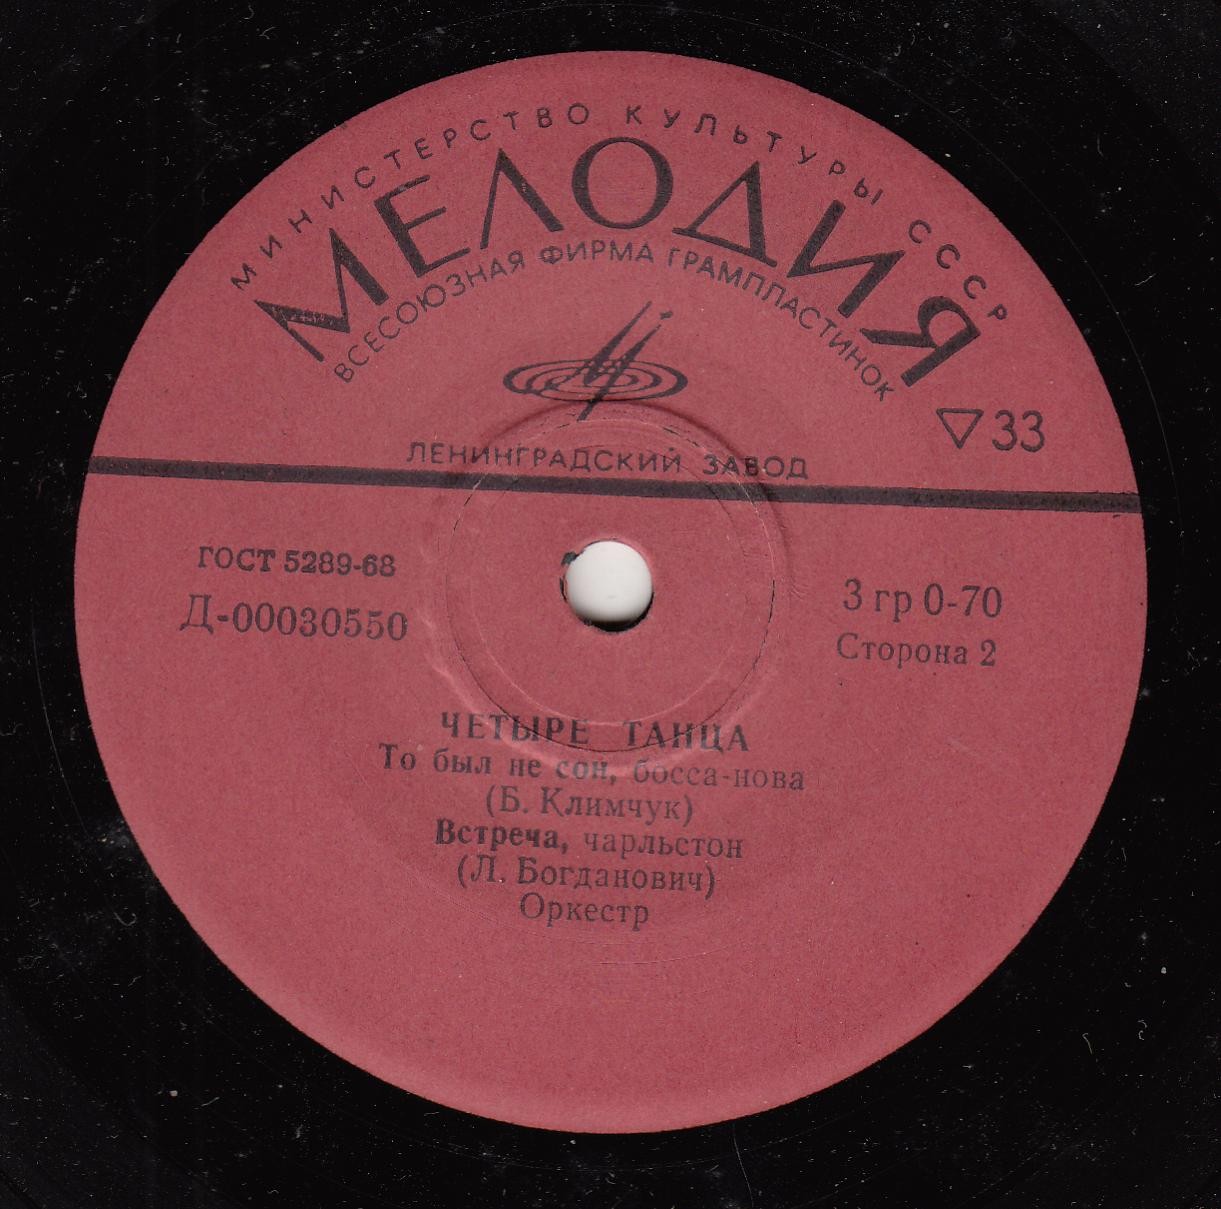 МИНИСТЕРСТВО КУЛЬТУРЫ СССР
МЕЛОДИЯ
ВСЕСОЮЗНАЯ ФИРМА ГРАМПЛАСТИНОК
33
ЛЕНИНГРАДСКИЙ ЗАВОД
ГОСТ 5289-68
Д-00030550
3 гр 0-70
Сторона 2
ЧЕТЫРЕ ТАНЦА
То был не сон, босса-нова
(Б. Климчук)
Встреча, чарльстон
(Л. Богданович)
Оркестр